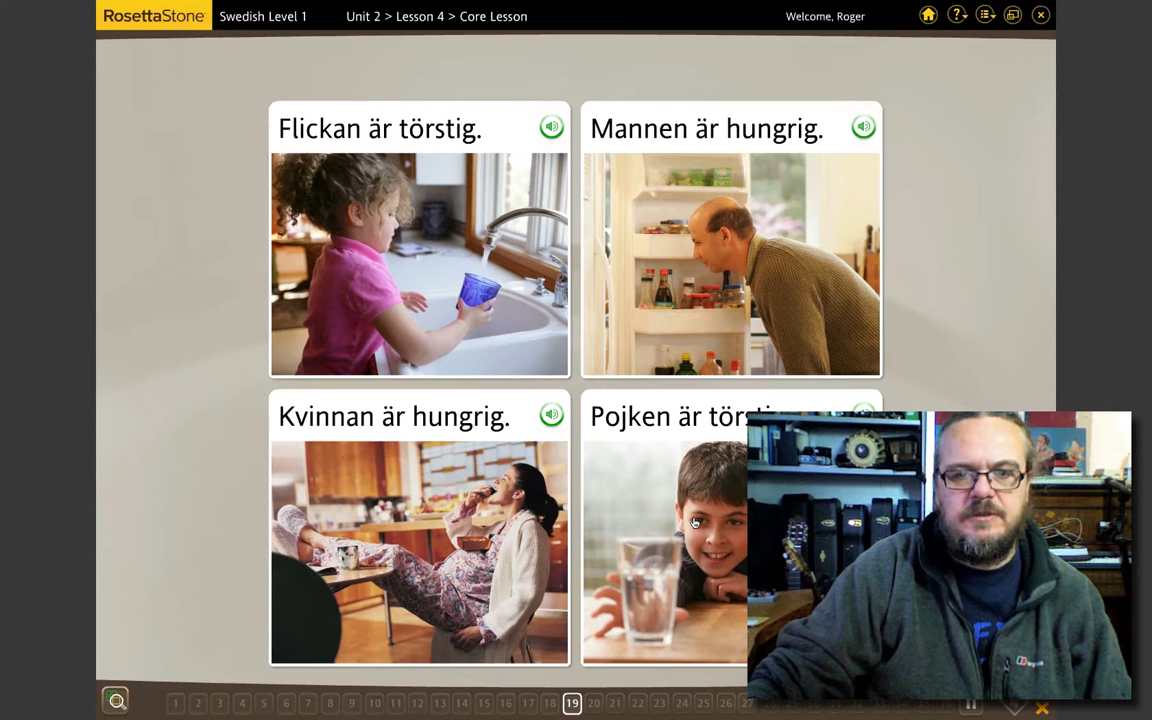 RosettaStone
Swedish Level 1
Unit 2 > Lesson 4 > Core Lesson
Welcome, Roger
Flickan är törstig.
Mannen är hungrig.
Kvinnan är hungrig.
Pojken är
1 2 3 4 5 6 7 8 9 10 11 12 13 14 15 16 17 18 19 20 21 22 23 24 25 26 27